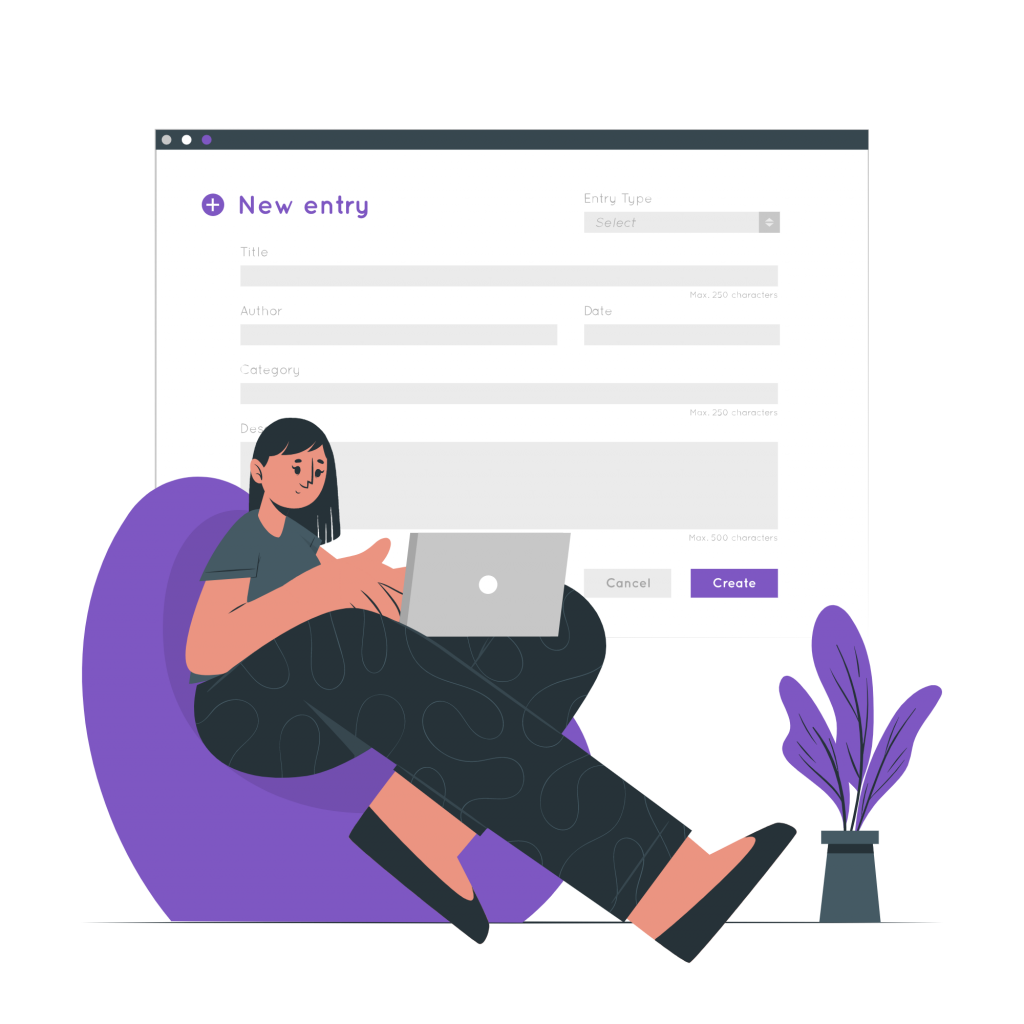 New entry
Entry Type
Select
Title
Max. 250 characters
Author
Date
Category
Max. 250 characters
Des
Max. 500 characters
Cancel
Create